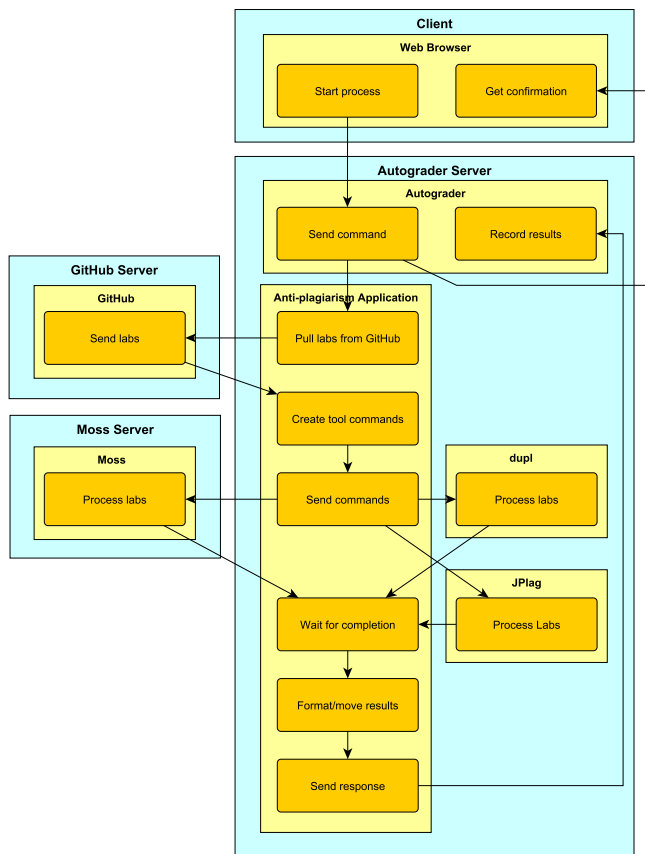 Client
Web Browser
Start process
Get confirmation
Autograder Server
Autograder
Send command
Record results
GitHub Server
GitHub
Send labs
Anti-plagiarism Application
Pull labs from GitHub
Create tool commands
Moss Server
Moss
Process labs
Send commands
dupl
Process labs
JPlag
Process Labs
Wait for completion
Format/move results
Send response